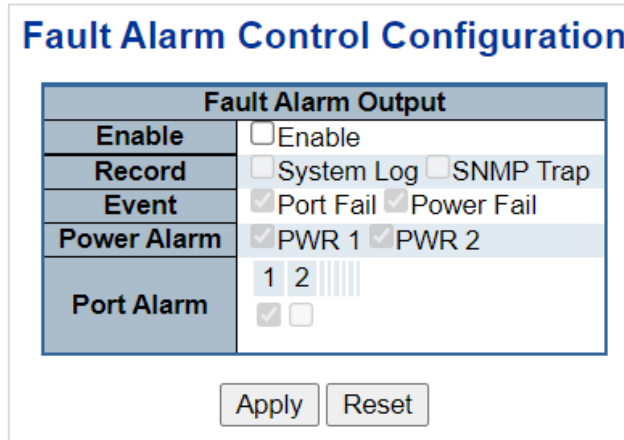 Fault Alarm Control Configuration
Fault Alarm Output
Enable Enable
Record System Log SNMP Trap
Event Port Fail Power Fail
Power Alarm PWR 1 PWR 2
1 2
Port Alarm
Apply Reset